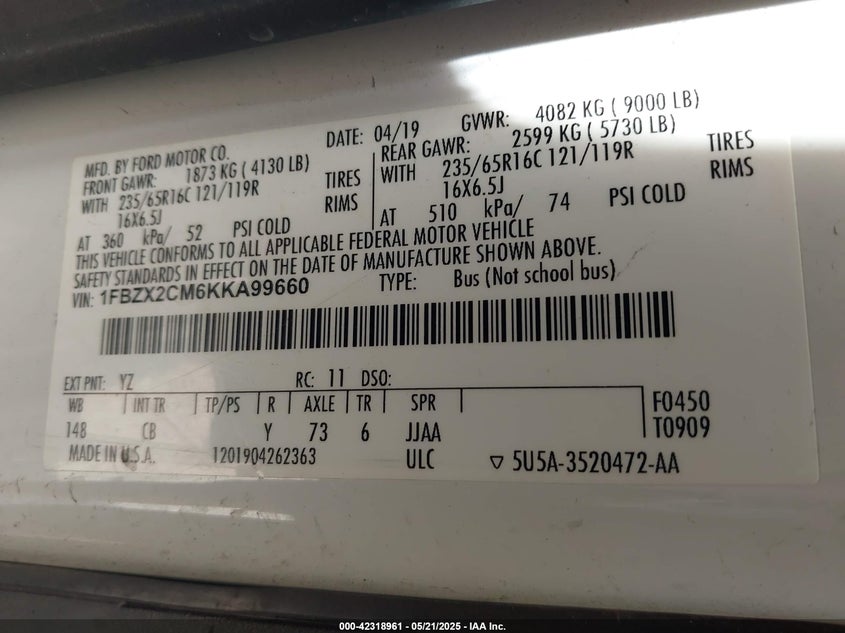 MFD. BY FORD MOTOR CO.
DATE: 04/19 GVWR: 4082 KG ( 9000 LB)
FRONT GAWR: 1873 KG ( 4130 LB)
REAR GAWR: 2599 KG ( 5730 LB)
WITH 235/65R16C 121/119R TIRES
WITH 235/65R16C 121/119R TIRES
16X6.5J RIMS
16X6.5J RIMS
AT 360 kPa/ 52 PSI COLD
AT 510 kPa/ 74 PSI COLD
THIS VEHICLE CONFORMS TO ALL APPLICABLE FEDERAL MOTOR VEHICLE
SAFETY STANDARDS IN EFFECT ON THE DATE OF MANUFACTURE SHOWN ABOVE.
VIN: 1FBZX2CM6KKA99660 TYPE: Bus (Not school bus)
EXT PNT: YZ RC: 11 DSO:
WB INT TR TP/PS R AXLE TR SPR F0450
148 CB Y 73 6 JJAA T0909
MADE IN U.S.A. 1201904262363 ULC ▽ 5U5A-3520472-AA
000-42318961 - 05/21/2025 - IAA Inc.